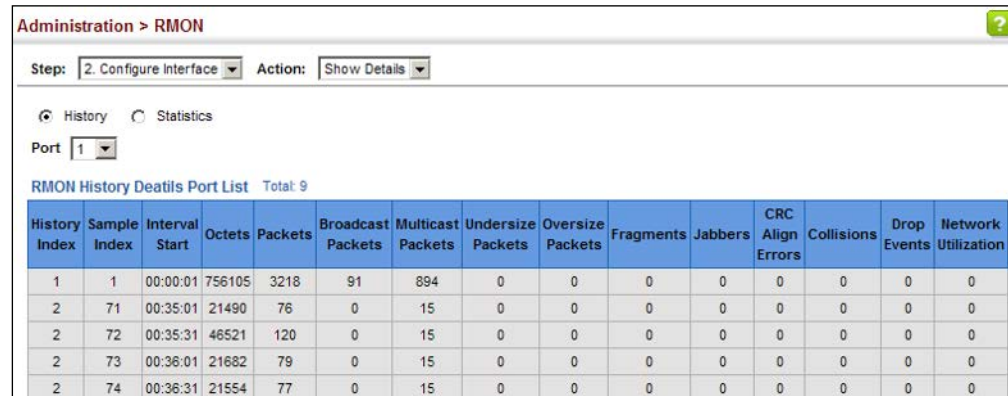 Administration > RMON
?
Step: 2. Configure Interface Action: Show Details
History Statistics
Port 1
RMON History Deatils Port List Total: 9
History Index Sample Index Interval Start Octets Packets Broadcast Packets Multicast Packets Undersize Packets Oversize Packets Fragments Jabbers CRC Align Errors Collisions Drop Events Network Utilization
1 1 00:00:01 756105 3218 91 894 0 0 0 0 0 0 0 0
2 71 00:35:01 21490 76 0 15 0 0 0 0 0 0 0 0
2 72 00:35:31 46521 120 0 15 0 0 0 0 0 0 0 0
2 73 00:36:01 21682 79 0 15 0 0 0 0 0 0 0 0
2 74 00:36:31 21554 77 0 15 0 0 0 0 0 0 0 0